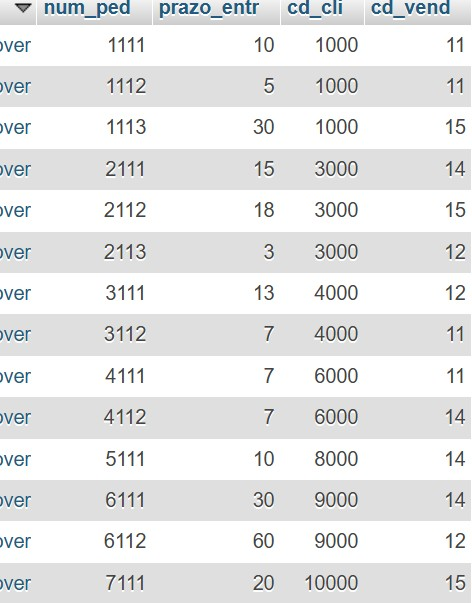 num_ped prazo_entr cd_cli cd_vend
over 1111 10 1000 11
over 1112 5 1000 11
over 1113 30 1000 15
over 2111 15 3000 14
over 2112 18 3000 15
over 2113 3 3000 12
over 3111 13 4000 12
over 3112 7 4000 11
over 4111 7 6000 11
over 4112 7 6000 14
over 5111 10 8000 14
over 6111 30 9000 14
over 6112 60 9000 12
over 7111 20 10000 15